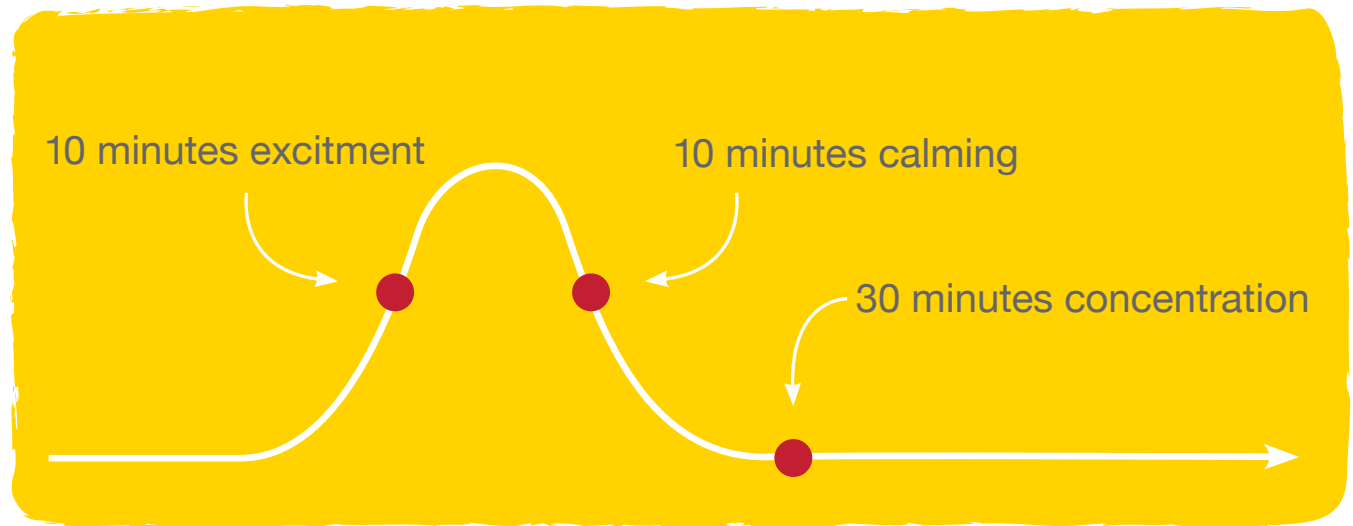 10 minutes excitment
10 minutes calming
30 minutes concentration